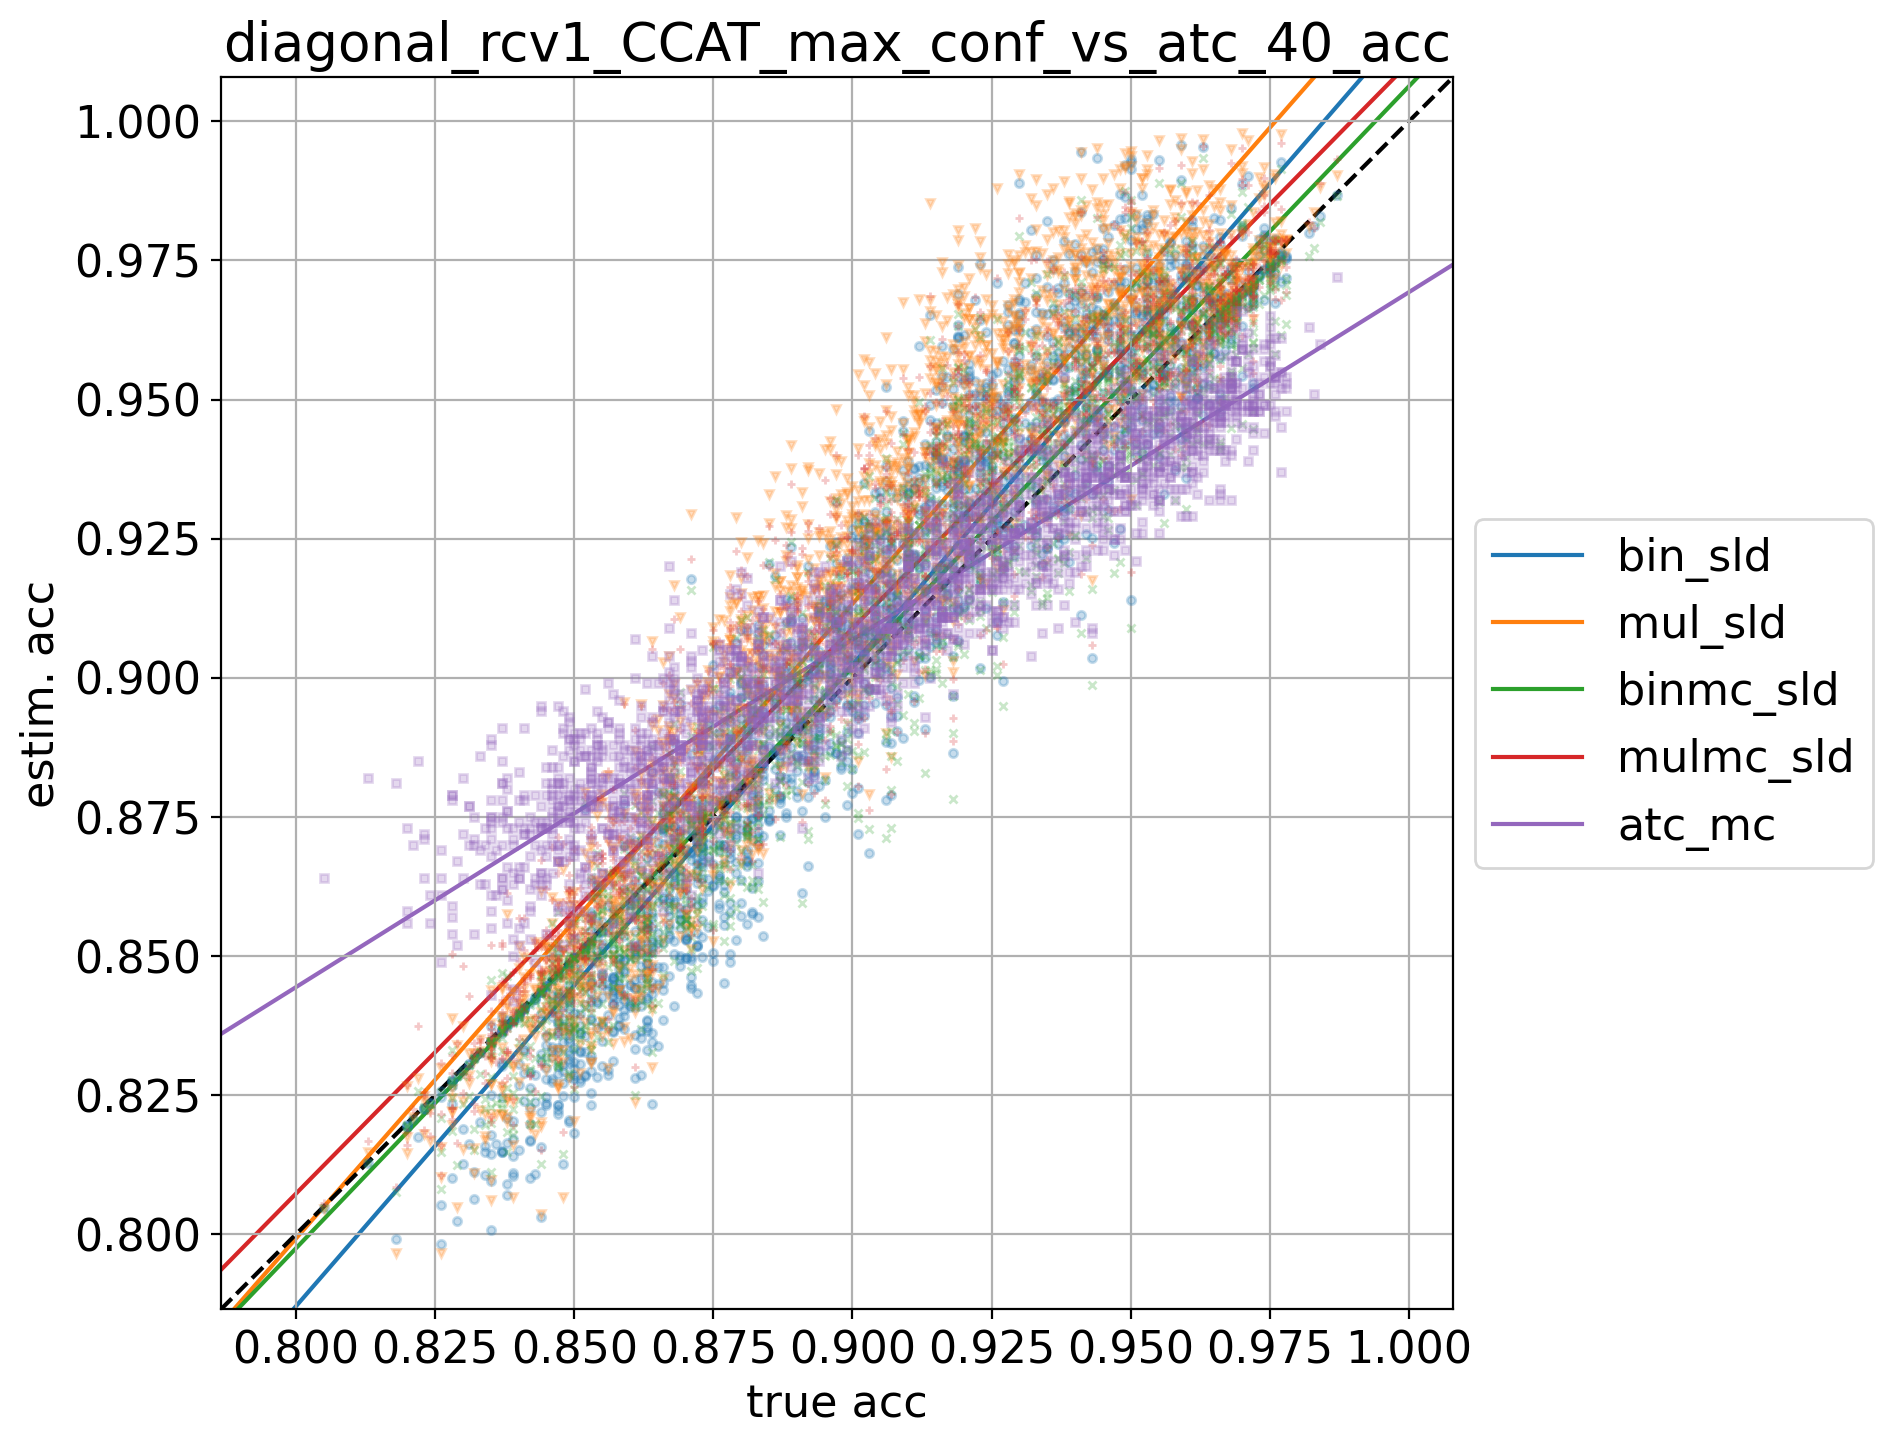 diagonal_rcv1_CCAT_max_conf_vs_atc_40_acc
1.000
0.975
0.950
0.925
0.900
0.875
0.850
0.825
0.800
estim. acc
0.800 0.825 0.850 0.875 0.900 0.925 0.950 0.975 1.000
true acc
bin_sld
mul_sld
binmc_sld
mulmc_sld
atc_mc